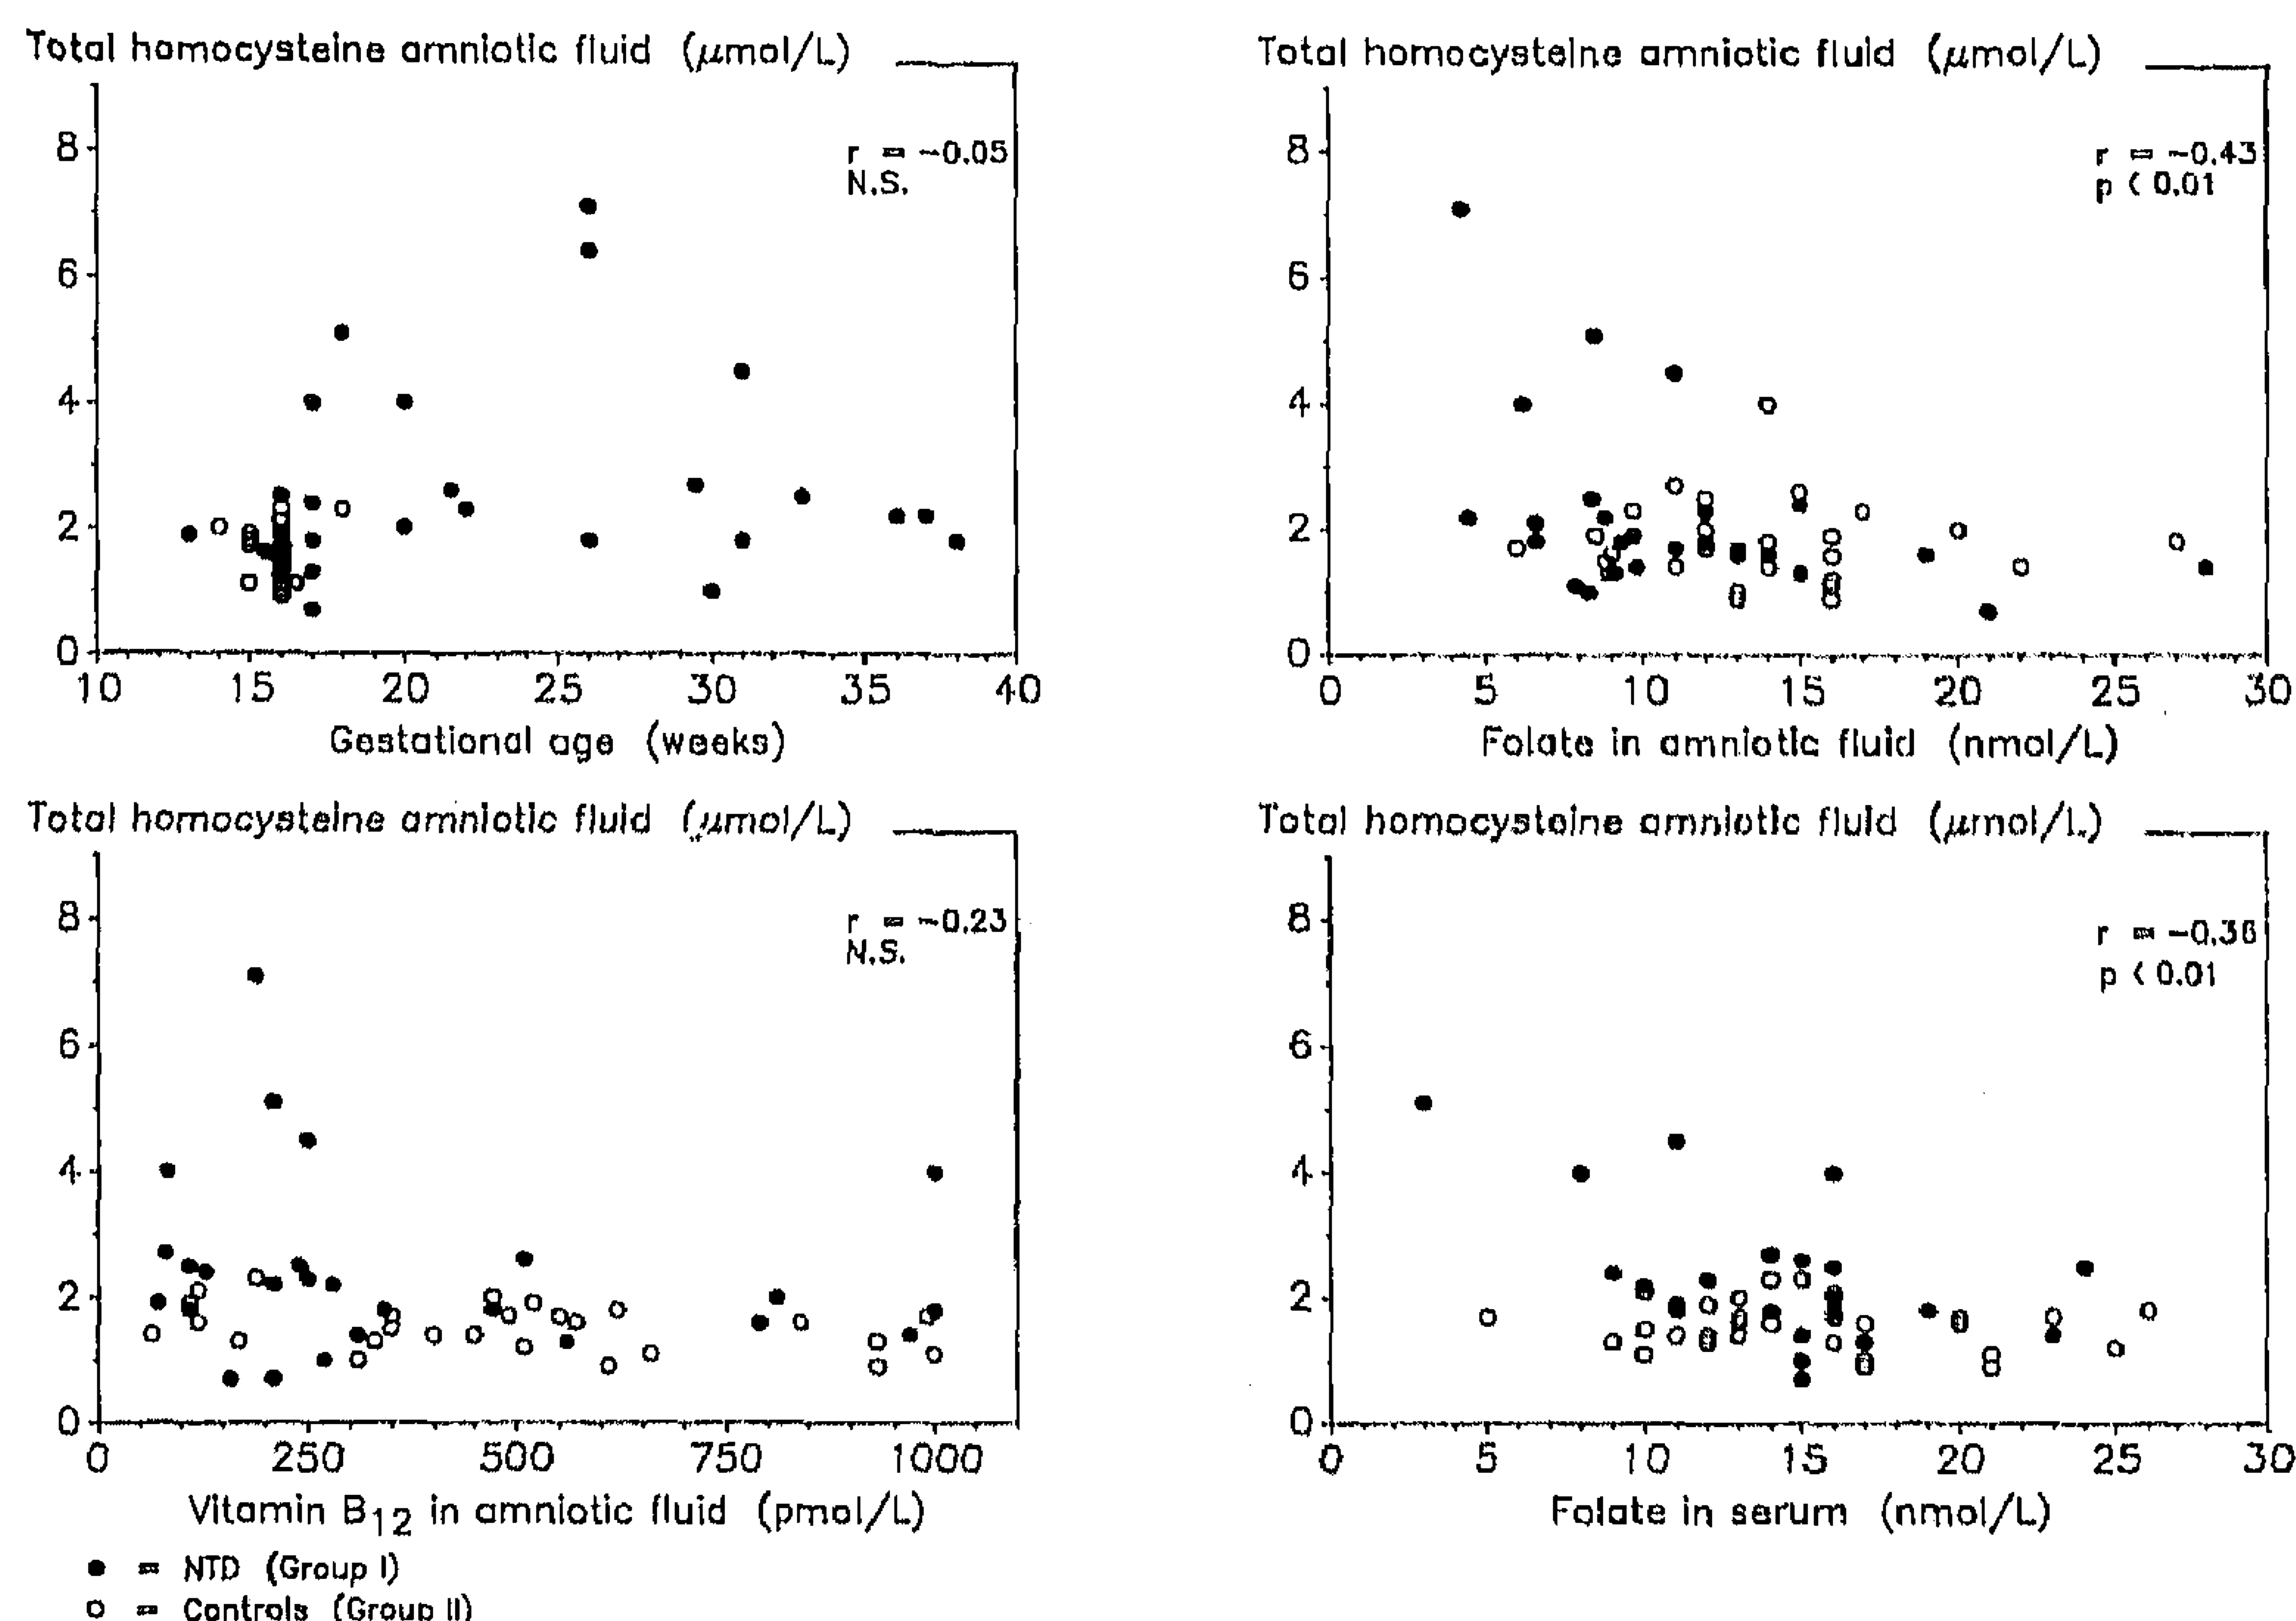 Total homocysteine amniotic fluid (μmol/L)
8
6
4
2
0
r = -0.05
N.S.
10 15 20 25 30 35 40
Gestational age (weeks)
Total homocysteine amniotic fluid (μmol/L)
8
6
4
2
0
r = -0.43
p < 0.01
0 5 10 15 20 25 30
Folate in amniotic fluid (nmol/L)
Total homocysteine amniotic fluid (μmol/L)
8
6
4
2
0
r = -0.23
N.S.
0 250 500 750 1000
Vitamin B12 in amniotic fluid (pmol/L)
Total homocysteine amniotic fluid (μmol/L)
8
6
4
2
0
r = -0.36
p < 0.01
0 5 10 15 20 25 30
Folate in serum (nmol/L)
● = NTD (Group I)
○ = Controls (Group II)